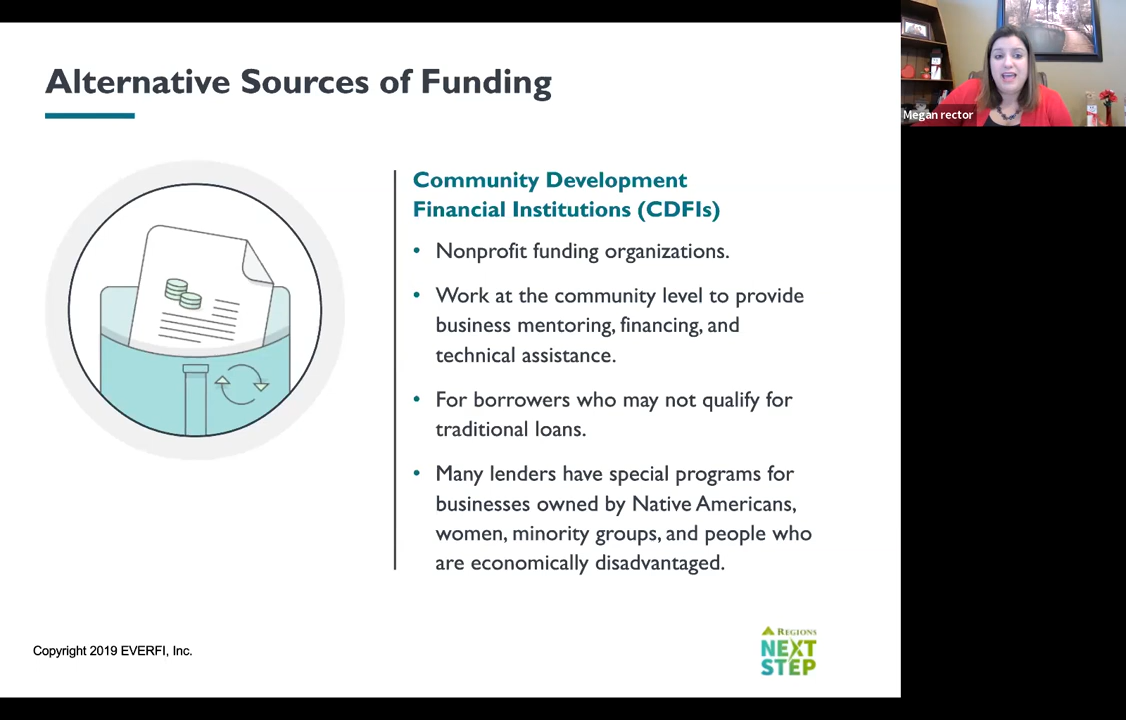 Alternative Sources of Funding
Megan rector
Community Development
Financial Institutions (CDFIs)
• Nonprofit funding organizations.
• Work at the community level to provide
business mentoring, financing, and
technical assistance.
• For borrowers who may not qualify for
traditional loans.
• Many lenders have special programs for
businesses owned by Native Americans,
women, minority groups, and people who
are economically disadvantaged.
Copyright 2019 EVERFI, Inc.
REGIONS
NEXT
STEP